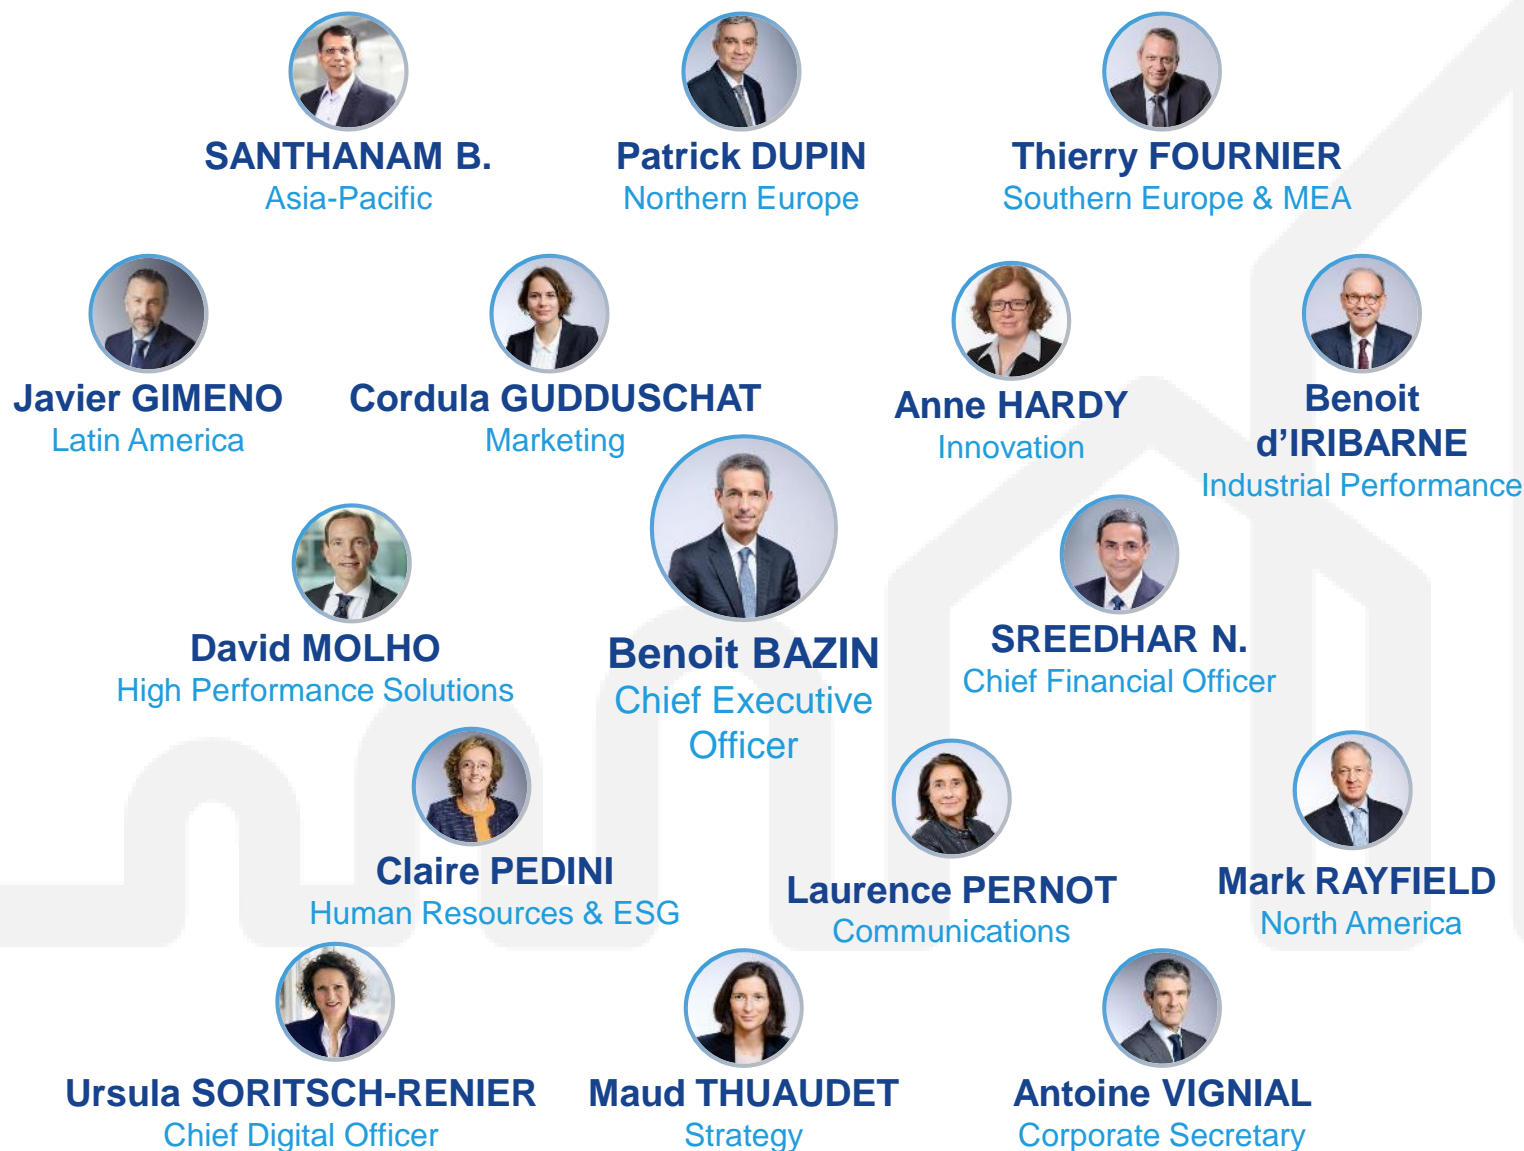 SANTHANAM B.
Asia-Pacific
Patrick DUPIN
Northern Europe
Thierry FOURNIER
Southern Europe & MEA
Javier GIMENO
Latin America
Cordula GUDDUSCHAT
Marketing
Anne HARDY
Innovation
Benoit
d’IRIBARNE
Industrial Performance
David MOLHO
High Performance Solutions
Benoit BAZIN
Chief Executive
Officer
SREEDHAR N.
Chief Financial Officer
Claire PEDINI
Human Resources & ESG
Laurence PERNOT
Communications
Mark RAYFIELD
North America
Ursula SORITSCH-RENIER
Chief Digital Officer
Maud THUAUDET
Strategy
Antoine VIGNIAL
Corporate Secretary